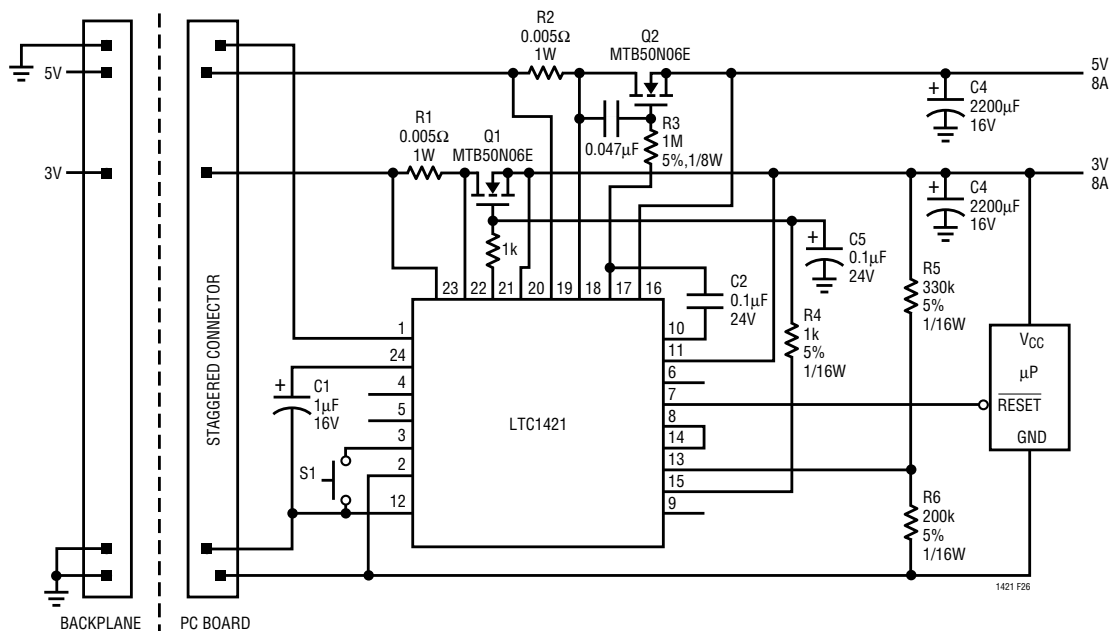 R2
0.005Ω
1W
Q2
MTB50N06E
5V
8A
5V
C4
2200µF
16V
+
R1
0.005Ω
1W
Q1
MTB50N06E
0.047µF
R3
1M
5%,1/8W
3V
3V
8A
+
C4
2200µF
16V
1k
+
C5
0.1µF
24V
23
22
21
20
19
18
17
16
C2
0.1µF
24V
R4
1k
5%
1/16W
R5
330k
5%
1/16W
STAGGERED CONNECTOR
1
24
4
5
3
2
12
LTC1421
10
11
6
7
8
14
13
15
9
+
C1
1µF
16V
S1
VCC
µP
RESET
GND
R6
200k
5%
1/16W
1421 F26
BACKPLANE
PC BOARD